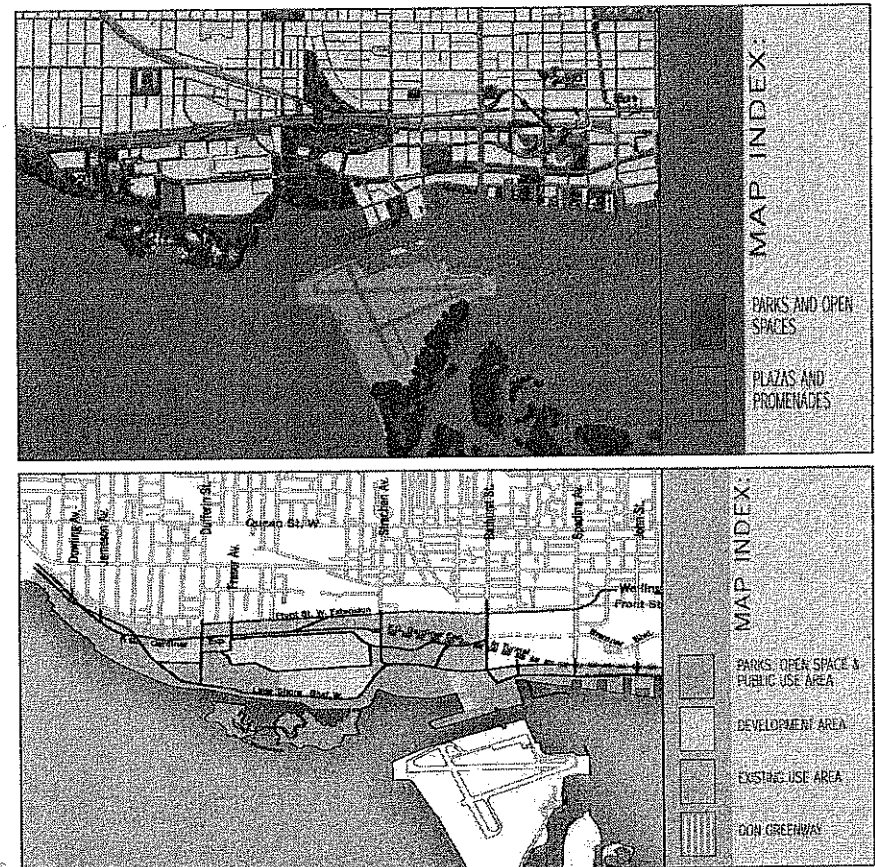 MAP INDEX:
PARKS AND OPEN
SPACES
PLAZAS AND
PROMENADES
Dowling Av.
Jameson Av.
Dufferin St.
Queen St. W.
Strachan Av.
Bathurst St.
Spadina Av.
John St.
Front St. W. Extension
Front St
Gardiner
Lake Shore Blvd W
MAP INDEX:
PARKS, OPEN SPACE &
PUBLIC USE AREA
DEVELOPMENT AREA
EXISTING USE AREA
DON GREENWAY